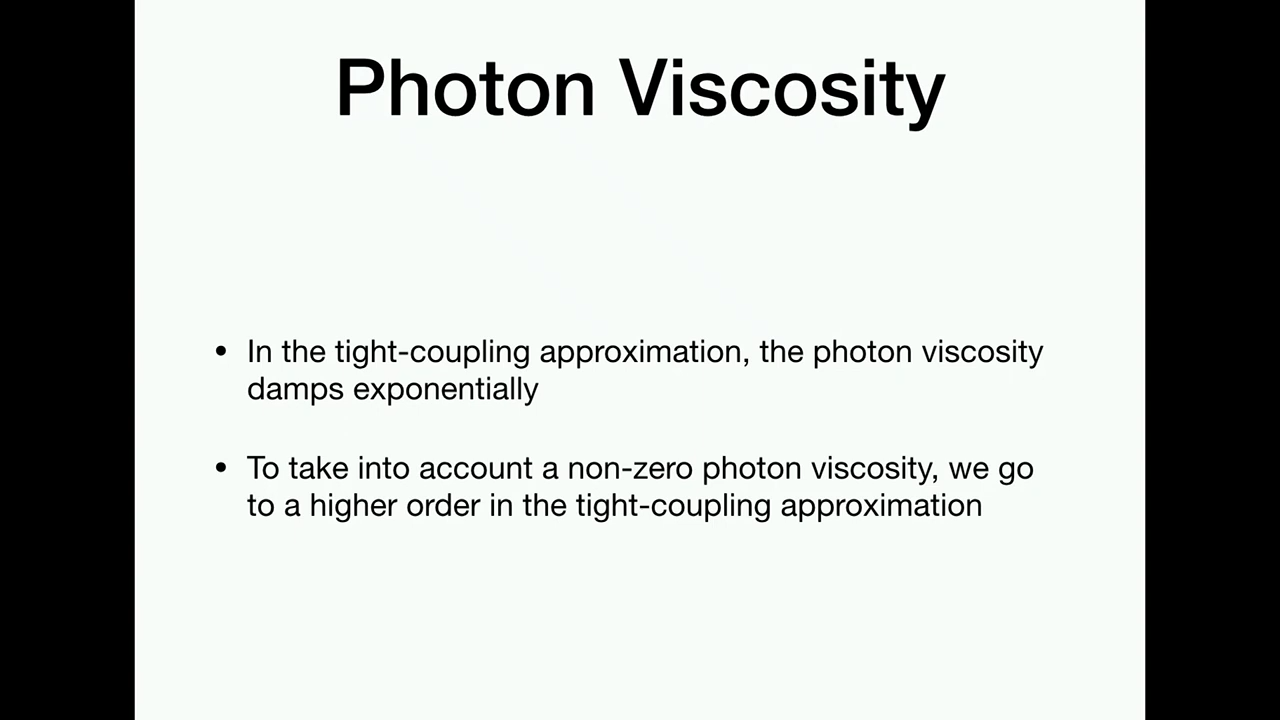 Photon Viscosity
• In the tight-coupling approximation, the photon viscosity
damps exponentially
• To take into account a non-zero photon viscosity, we go
to a higher order in the tight-coupling approximation